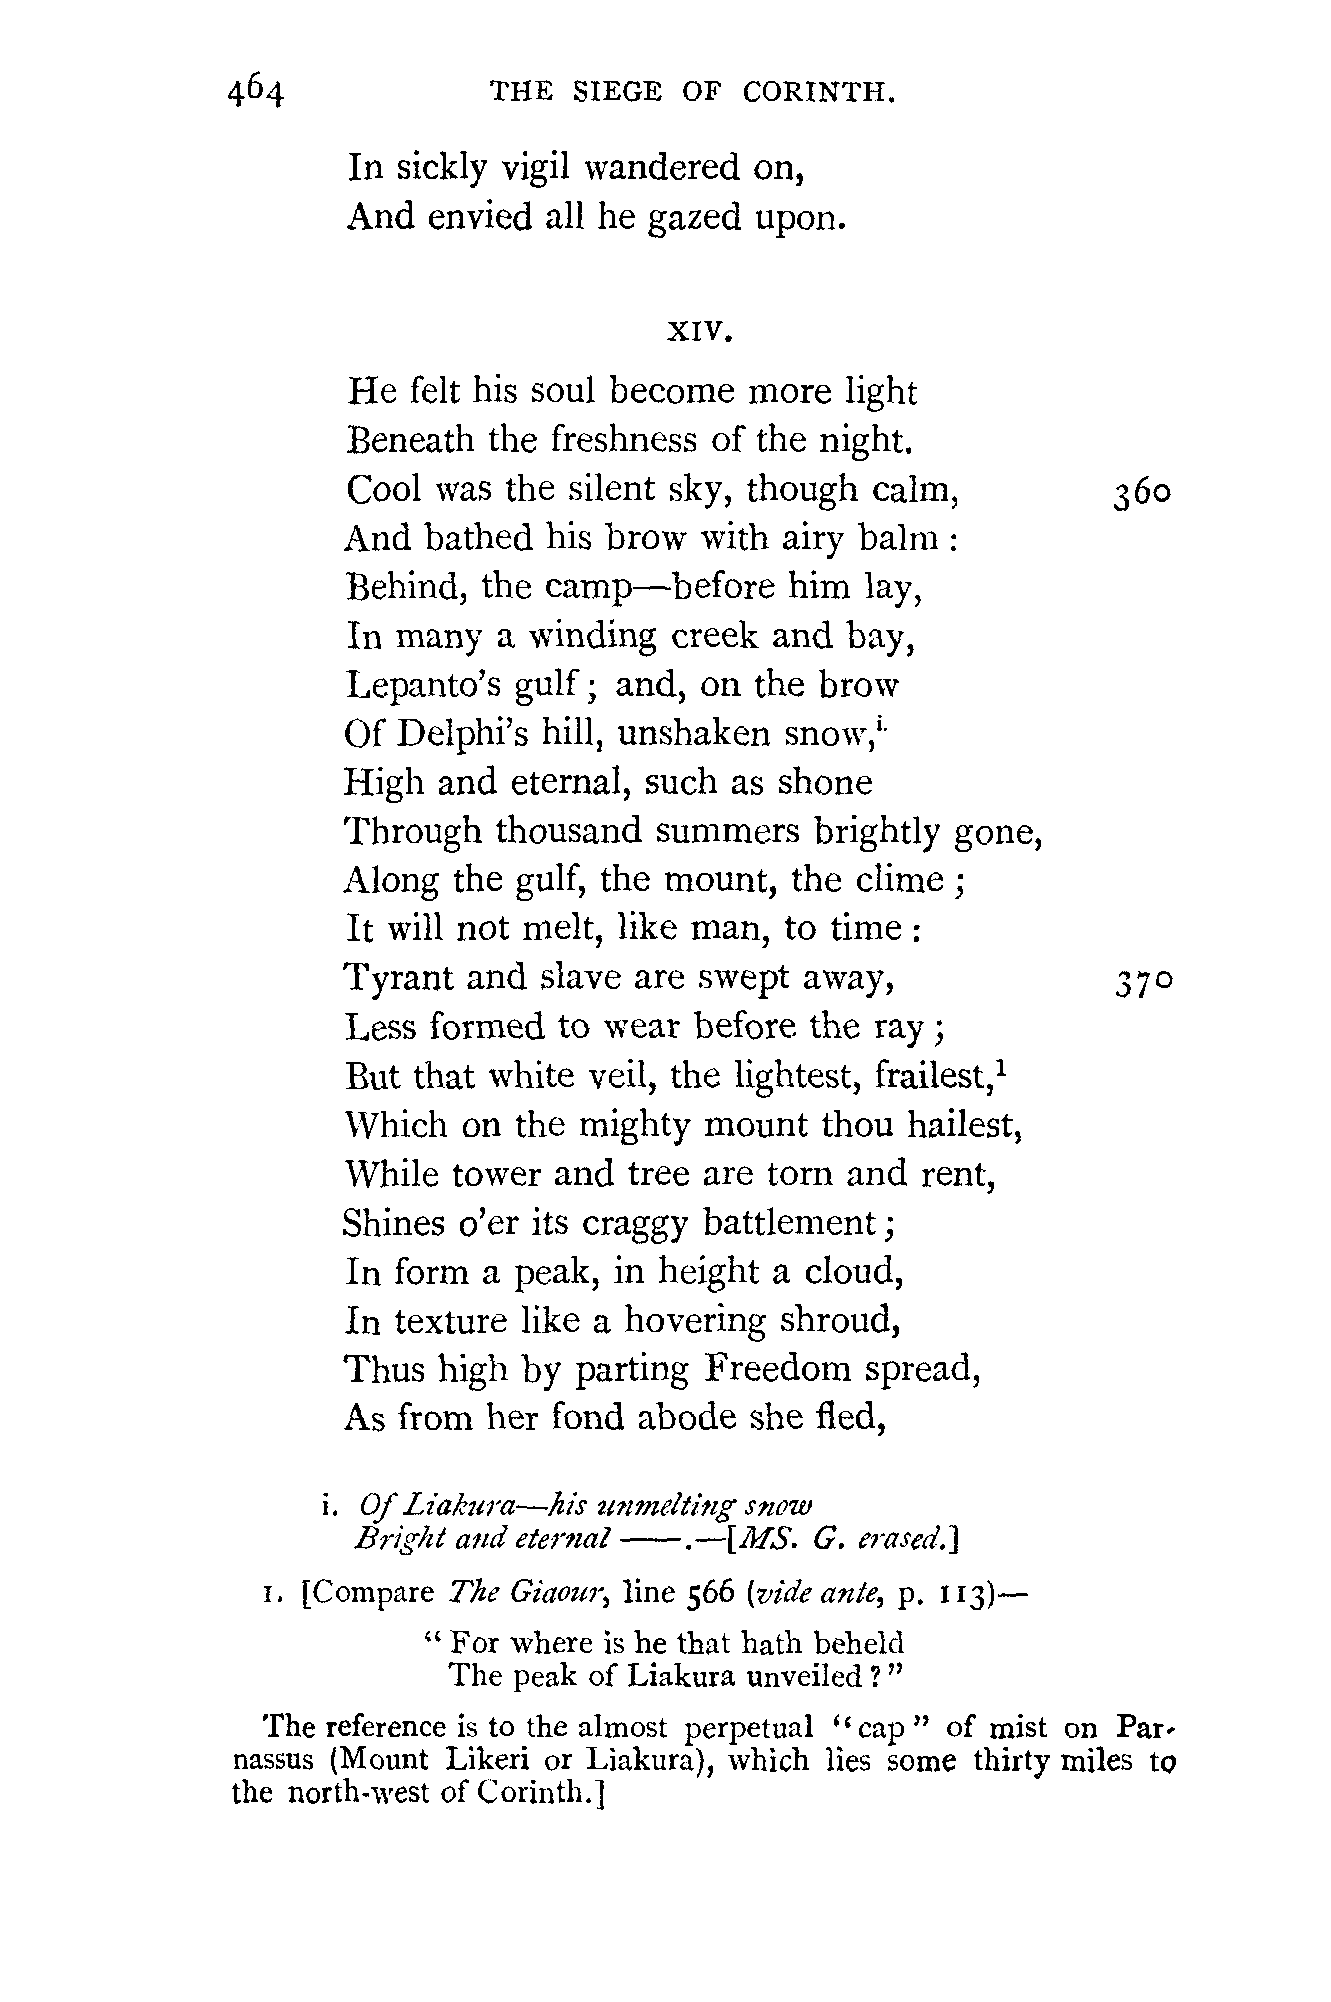 464 THE SIEGE OF CORINTH.
In sickly vigil wandered on,
And envied all he gazed upon.
XIV.
He felt his soul become more light
Beneath the freshness of the night.
Cool was the silent sky, though calm, 360
And bathed his brow with airy balm :
Behind, the camp—before him lay,
In many a winding creek and bay,
Lepanto's gulf ; and, on the brow
Of Delphi's hill, unshaken snow,i.
High and eternal, such as shone
Through thousand summers brightly gone,
Along the gulf, the mount, the clime ;
It will not melt, like man, to time :
Tyrant and slave are swept away, 370
Less formed to wear before the ray ;
But that white veil, the lightest, frailest,1
Which on the mighty mount thou hailest,
While tower and tree are torn and rent,
Shines o'er its craggy battlement ;
In form a peak, in height a cloud,
In texture like a hovering shroud,
Thus high by parting Freedom spread,
As from her fond abode she fled,
i. Of Liakura—his unmelting snow
Bright and eternal ——.—[MS. G. erased.]
1. [Compare The Giaour, line 566 (vide ante, p. 113)—
" For where is he that hath beheld
The peak of Liakura unveiled ? "
The reference is to the almost perpetual "cap" of mist on Par-
nassus (Mount Likeri or Liakura), which lies some thirty miles to
the north-west of Corinth.]